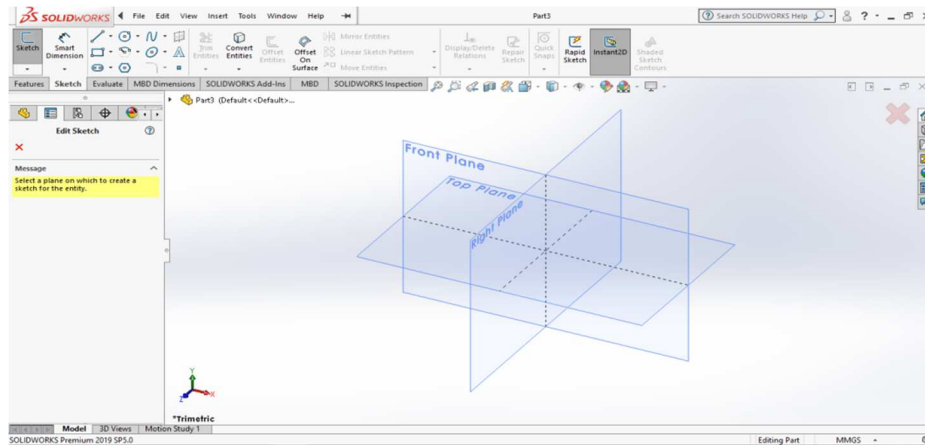 SOLIDWORKS File Edit View Insert Tools Window Help Part3 Search SOLIDWORKS Help
Sketch Smart Dimension Trim Entities Convert Entities Offset Entities Offset On Surface Mirror Entities Linear Sketch Pattern Move Entities Display/Delete Relations Repair Sketch Quick Snaps Rapid Sketch Instant2D Shaded Sketch Contours
Features Sketch Evaluate MBD Dimensions SOLIDWORKS Add-Ins MBD SOLIDWORKS Inspection
Part3 (Default<<Default>...
Edit Sketch
Message
Select a plane on which to create a
sketch for the entity.
Front Plane
Top Plane
Right Plane
Y
X
Z
*Trimetric
Model 3D Views Motion Study 1
SOLIDWORKS Premium 2019 SP5.0 Editing Part MMGS